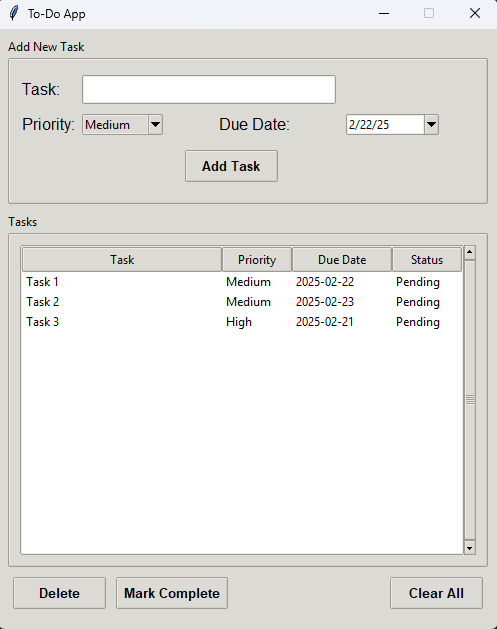 To-Do App
Add New Task
Task:
Priority: Medium Due Date: 2/22/25
Add Task
Tasks
Task Priority Due Date Status
Task 1 Medium 2025-02-22 Pending
Task 2 Medium 2025-02-23 Pending
Task 3 High 2025-02-21 Pending
Delete Mark Complete Clear All